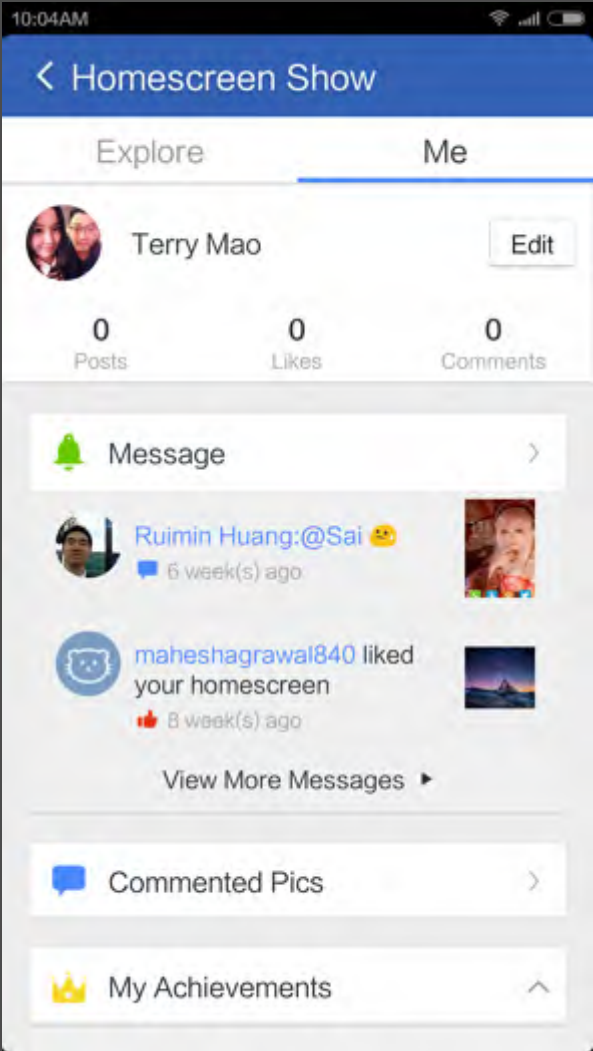 10:04AM
Homescreen Show
Explore
Me
Terry Mao
Edit
0
0
0
Posts
Likes
Comments
Message
Ruimin Huang:@Sai
6 week(s) ago
maheshagrawal840 liked
your homescreen
8 week(s) ago
View More Messages
Commented Pics
My Achievements